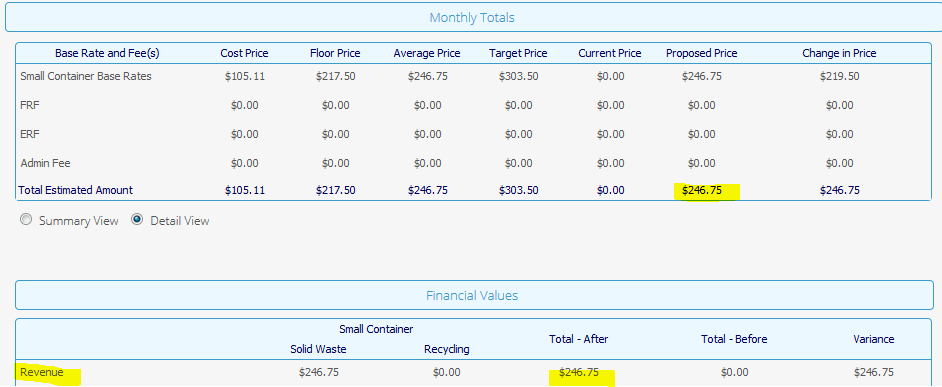 Monthly Totals
Base Rate and Fee(s) Cost Price Floor Price Average Price Target Price Current Price Proposed Price Change in Price
Small Container Base Rates $105.11 $217.50 $246.75 $303.50 $0.00 $246.75 $219.50
FRF $0.00 $0.00 $0.00 $0.00 $0.00 $0.00 $0.00
ERF $0.00 $0.00 $0.00 $0.00 $0.00 $0.00 $0.00
Admin Fee $0.00 $0.00 $0.00 $0.00 $0.00 $0.00 $0.00
Total Estimated Amount $105.11 $217.50 $246.75 $303.50 $0.00 $246.75 $246.75
Summary View Detail View
Financial Values
Small Container
Solid Waste Recycling Total - After Total - Before Variance
Revenue $246.75 $0.00 $246.75 $0.00 $246.75